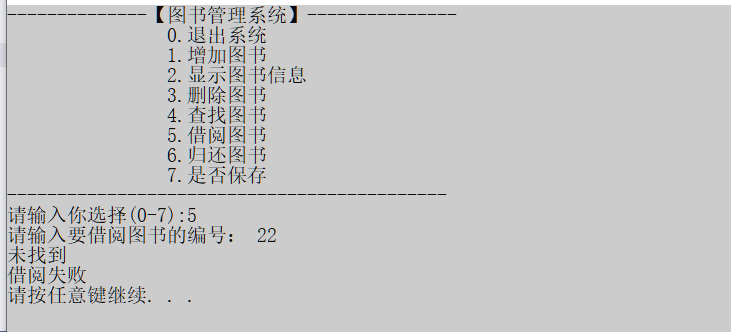 --------------【图书管理系统】---------------
0.退出系统
1.增加图书
2.显示图书信息
3.删除图书
4.查找图书
5.借阅图书
6.归还图书
7.是否保存
--------------------------------------------
请输入你选择(0-7):5
请输入要借阅图书的编号： 22
未找到
借阅失败
请按任意键继续. . .